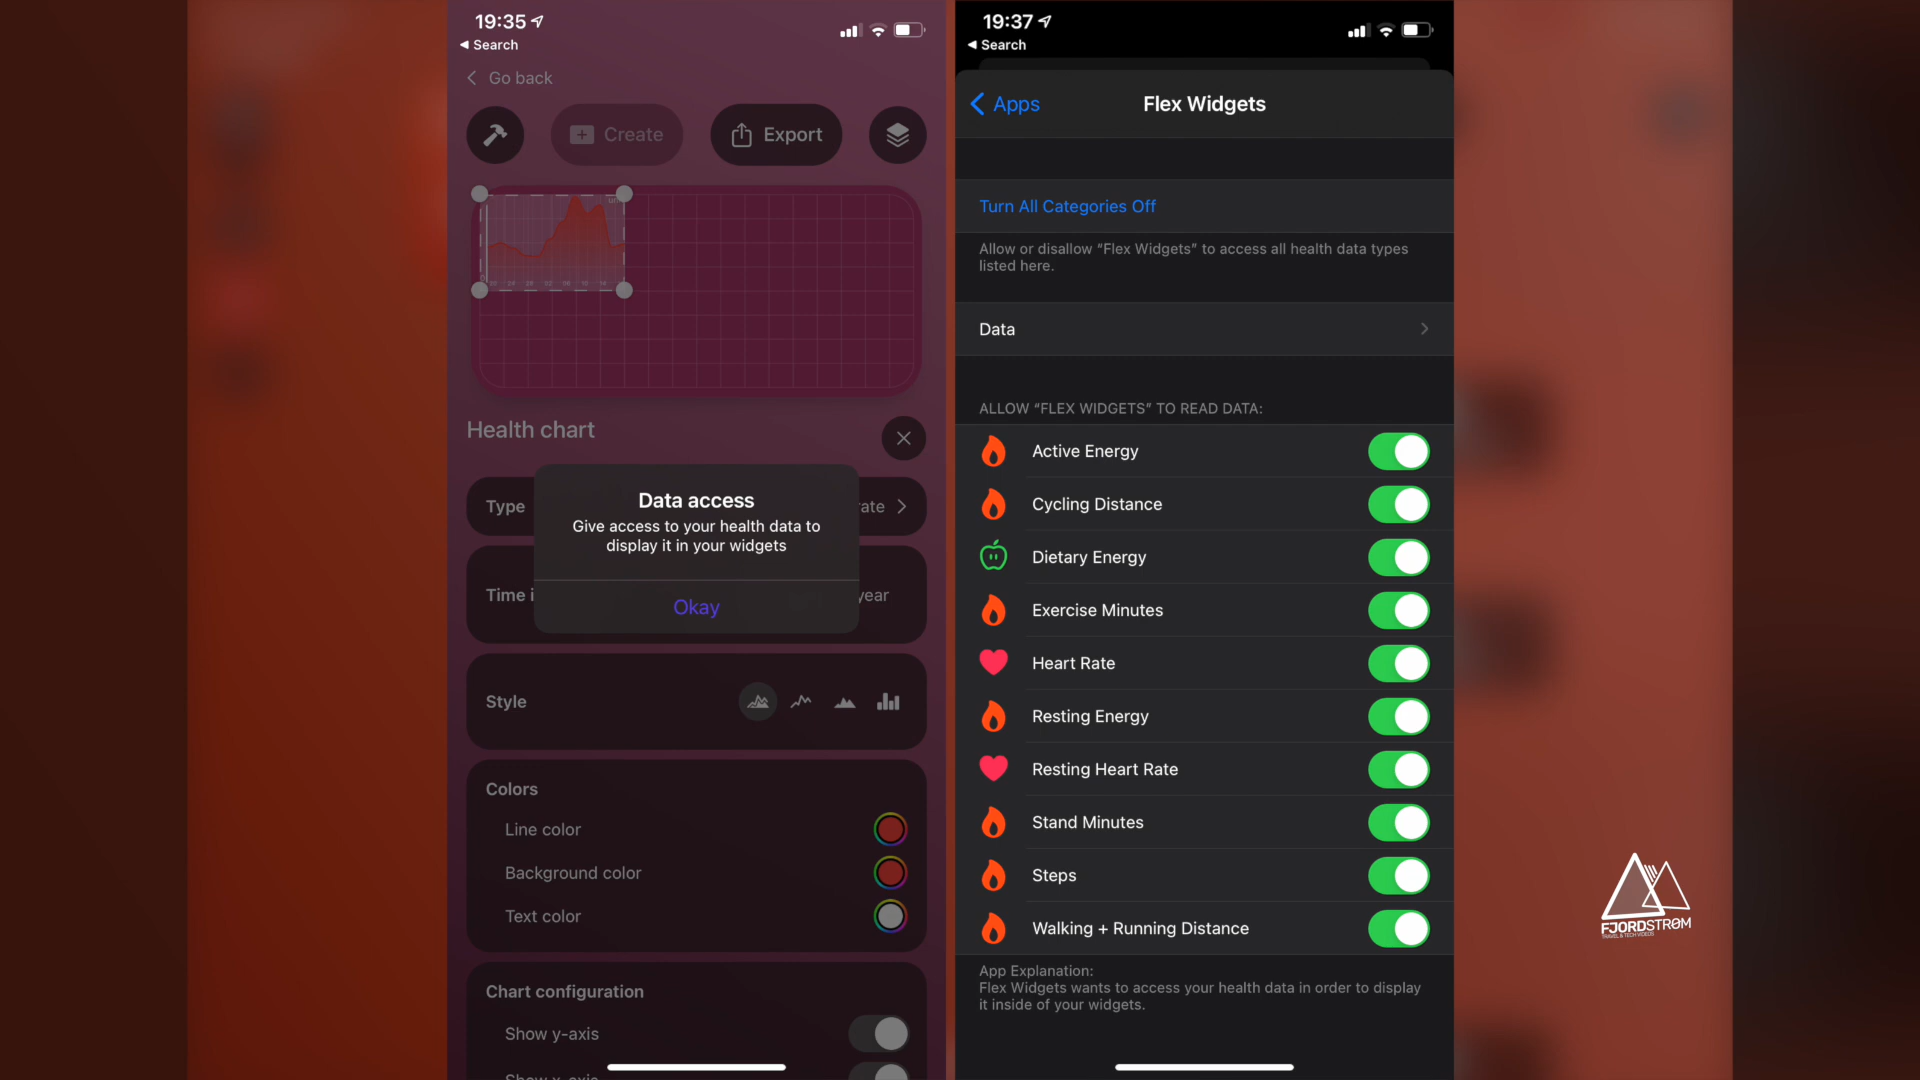 19:35
Search
Go back
Create
Export
Health chart
Type
ate
Data access
Give access to your health data to
display it in your widgets
Okay
Time i
year
Style
Colors
Line color
Background color
Text color
Chart configuration
Show y-axis
19:37
Search
Apps
Flex Widgets
Turn All Categories Off
Allow or disallow “Flex Widgets” to access all health data types
listed here.
Data
ALLOW “FLEX WIDGETS” TO READ DATA:
Active Energy
Cycling Distance
Dietary Energy
Exercise Minutes
Heart Rate
Resting Energy
Resting Heart Rate
Stand Minutes
Steps
Walking + Running Distance
App Explanation:
Flex Widgets wants to access your health data in order to display
it inside of your widgets.
FJORDSTRØM
TRAVEL & TECH VIDEOS